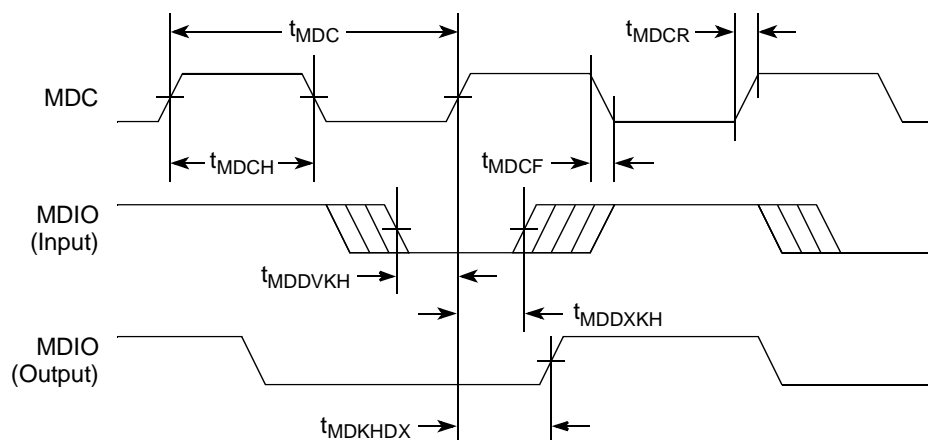 tMDC
tMDCR
MDC
tMDCH
tMDCF
MDIO
(Input)
tMDDVKH
tMDDXKH
MDIO
(Output)
tMDKHDX